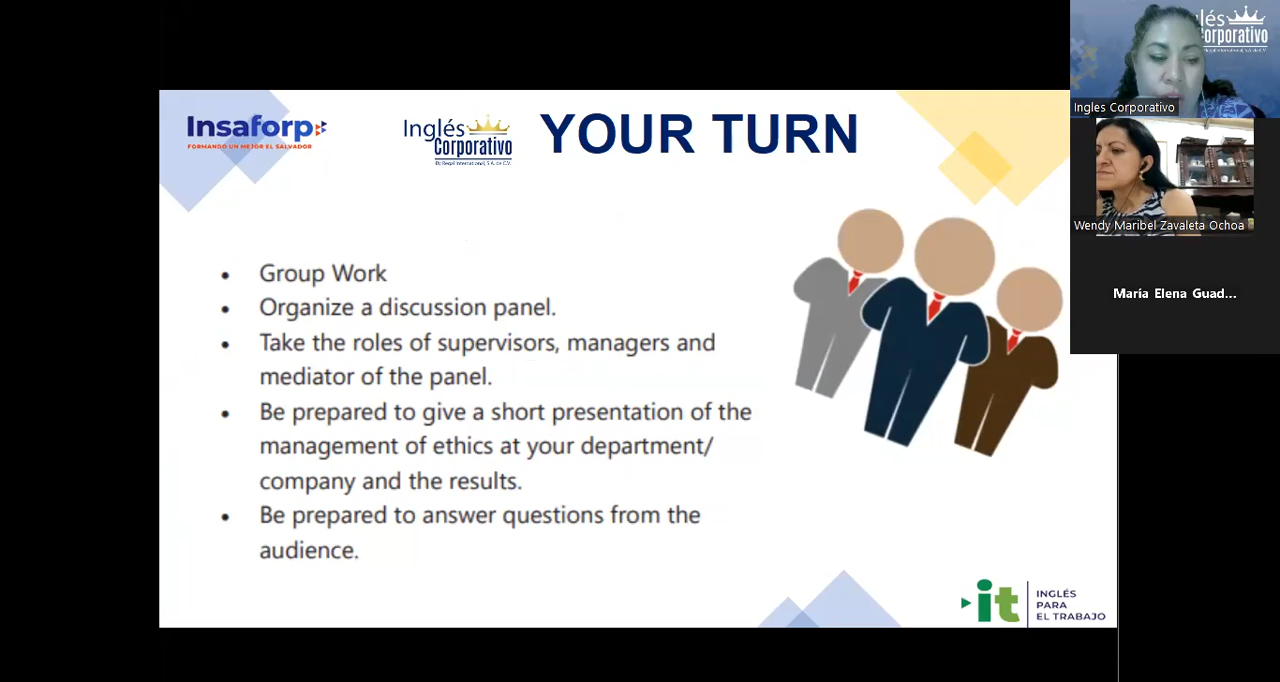 Insaforp
FORMANDO UN MEJOR EL SALVADOR
Inglés
Corporativo
YOUR TURN
• Group Work
• Organize a discussion panel.
• Take the roles of supervisors, managers and
mediator of the panel.
• Be prepared to give a short presentation of the
management of ethics at your department/
company and the results.
• Be prepared to answer questions from the
audience.
it
INGLÉS
PARA
EL TRABAJO
lés
orporativo
Ingles Corporativo
Wendy Maribel Zavaleta Ochoa
María Elena Guad...